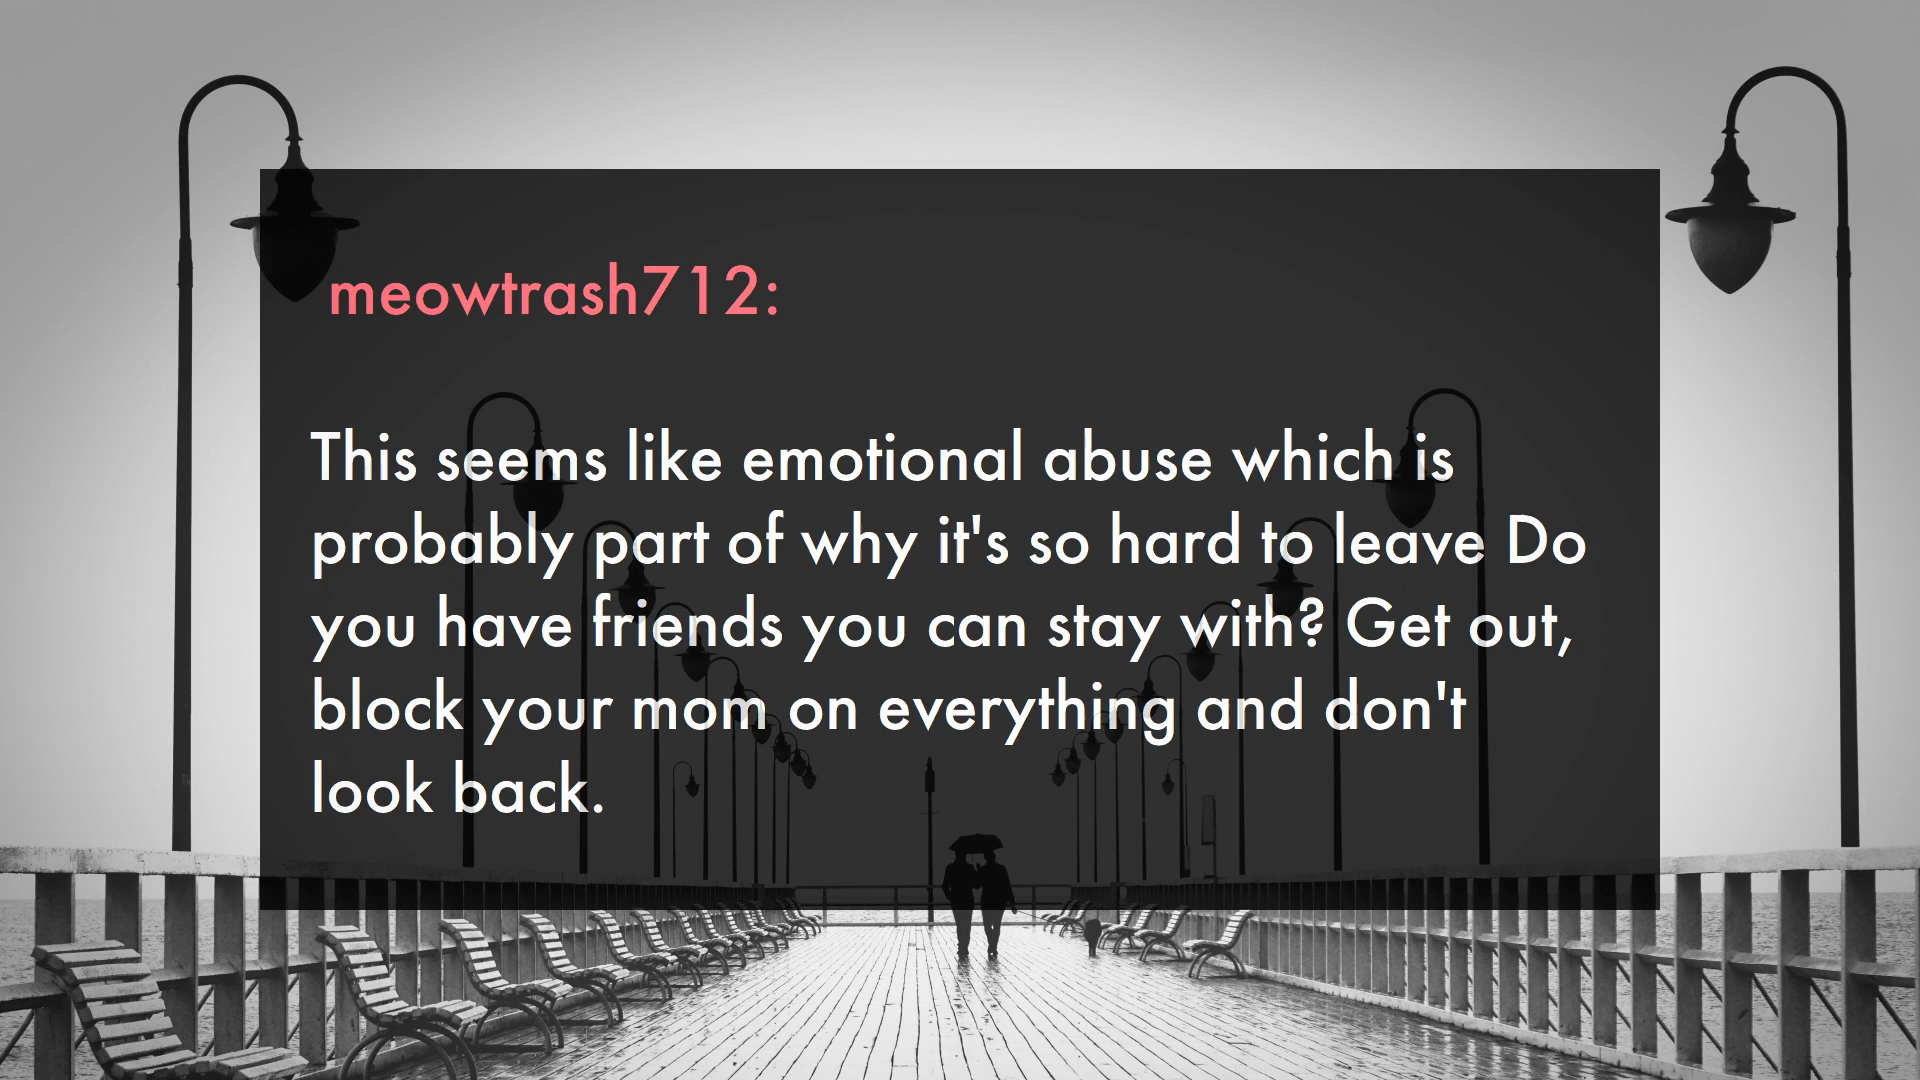 meowtrash712:
This seems like emotional abuse which is
probably part of why it's so hard to leave Do
you have friends you can stay with? Get out,
block your mom on everything and don't
look back.